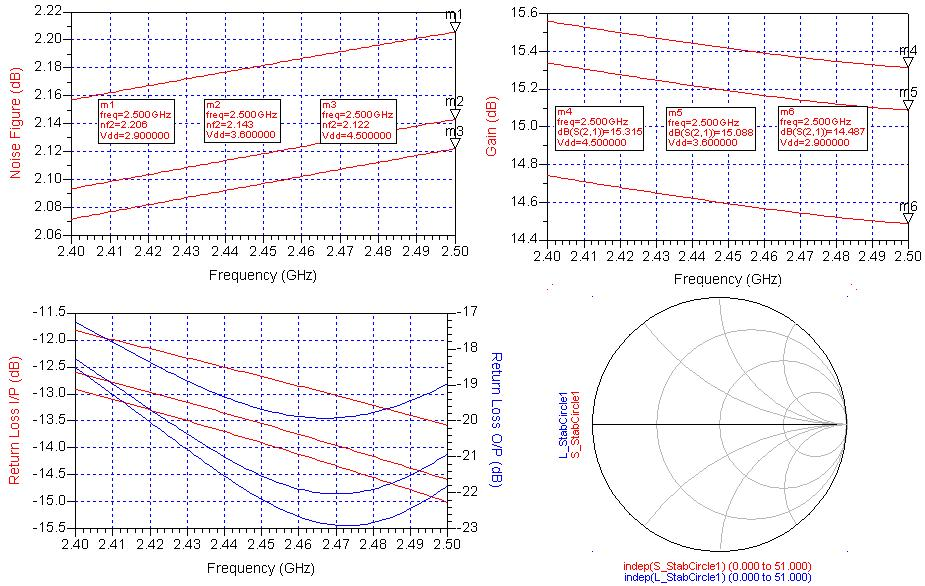 Noise Figure (dB)
2.22
2.20
2.18
2.16
2.14
2.12
2.10
2.08
2.06
m1
m2
m3
m1
freq=2.500GHz
nf2=2.206
Vdd=2.900000
m2
freq=2.500GHz
nf2=2.143
Vdd=3.600000
m3
freq=2.500GHz
nf2=2.122
Vdd=4.500000
2.40 2.41 2.42 2.43 2.44 2.45 2.46 2.47 2.48 2.49 2.50
Frequency (GHz)
Gain (dB)
15.6
15.4
15.2
15.0
14.8
14.6
14.4
m4
m5
m6
m4
freq=2.500GHz
dB(S(2,1))=15.315
Vdd=4.500000
m5
freq=2.500GHz
dB(S(2,1))=15.088
Vdd=3.600000
m6
freq=2.500GHz
dB(S(2,1))=14.487
Vdd=2.900000
2.40 2.41 2.42 2.43 2.44 2.45 2.46 2.47 2.48 2.49 2.50
Frequency (GHz)
Return Loss I/P (dB)
-11.5
-12.0
-12.5
-13.0
-13.5
-14.0
-14.5
-15.0
-15.5
-17
-18
-19
-20
-21
-22
-23
Return Loss O/P (dB)
2.40 2.41 2.42 2.43 2.44 2.45 2.46 2.47 2.48 2.49 2.50
Frequency (GHz)
L_StabCircle1
S_StabCircle1
indep(S_StabCircle1) (0.000 to 51.000)
indep(L_StabCircle1) (0.000 to 51.000)